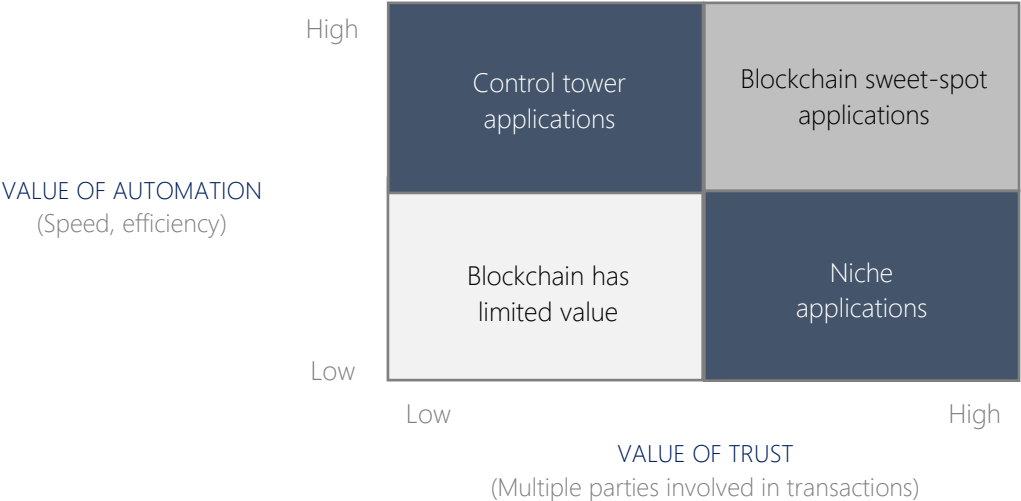 High
Control tower
applications
Blockchain sweet-spot
applications
VALUE OF AUTOMATION
(Speed, efficiency)
Blockchain has
limited value
Niche
applications
Low
Low
High
VALUE OF TRUST
(Multiple parties involved in transactions)